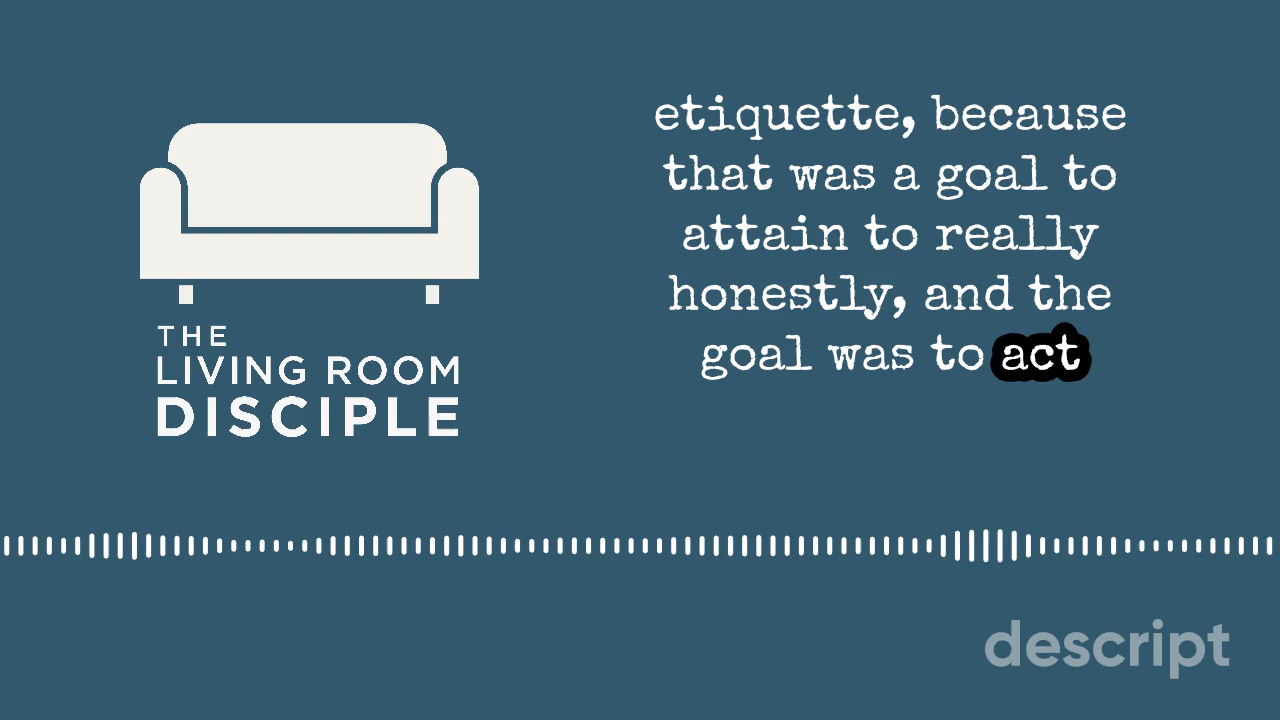 THE
LIVING ROOM
DISCIPLE
etiquette, because
that was a goal to
attain to really
honestly, and the
goal was to act
descript